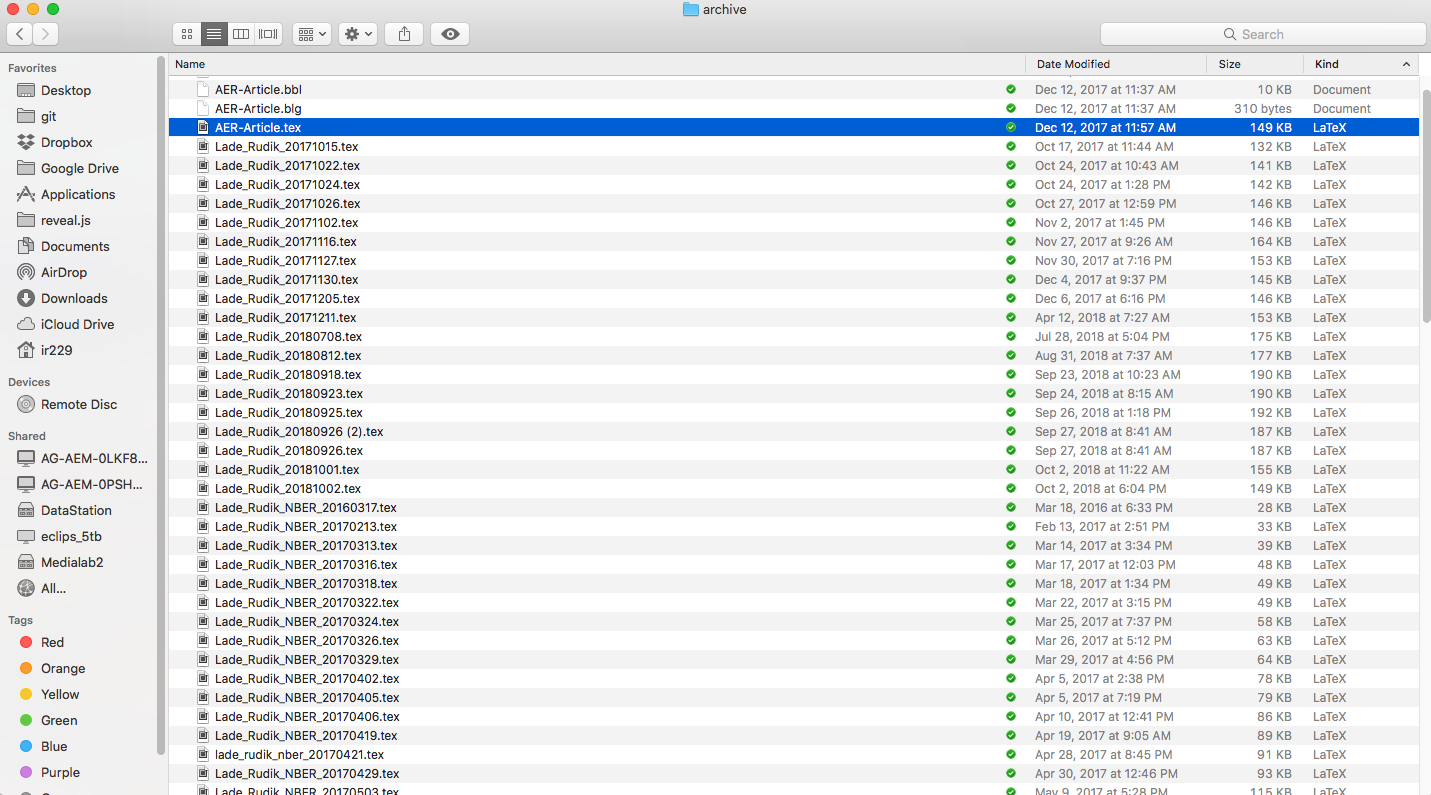 archive
Search
Favorites
Desktop
git
Dropbox
Google Drive
Applications
reveal.js
Documents
AirDrop
Downloads
iCloud Drive
ir229
Devices
Remote Disc
Shared
AG-AEM-0LKF8...
AG-AEM-0PSH...
DataStation
eclips_5tb
Medialab2
All...
Tags
Red
Orange
Yellow
Green
Blue
Purple
Name Date Modified Size Kind
AER-Article.bbl Dec 12, 2017 at 11:37 AM 10 KB Document
AER-Article.blg Dec 12, 2017 at 11:37 AM 310 bytes Document
AER-Article.tex Dec 12, 2017 at 11:57 AM 149 KB LaTeX
Lade_Rudik_20171015.tex Oct 17, 2017 at 11:44 AM 132 KB LaTeX
Lade_Rudik_20171022.tex Oct 24, 2017 at 10:43 AM 141 KB LaTeX
Lade_Rudik_20171024.tex Oct 24, 2017 at 1:28 PM 142 KB LaTeX
Lade_Rudik_20171026.tex Oct 27, 2017 at 12:59 PM 146 KB LaTeX
Lade_Rudik_20171102.tex Nov 2, 2017 at 1:45 PM 146 KB LaTeX
Lade_Rudik_20171116.tex Nov 27, 2017 at 9:26 AM 164 KB LaTeX
Lade_Rudik_20171127.tex Nov 30, 2017 at 7:16 PM 153 KB LaTeX
Lade_Rudik_20171130.tex Dec 4, 2017 at 9:37 PM 145 KB LaTeX
Lade_Rudik_20171205.tex Dec 6, 2017 at 6:16 PM 146 KB LaTeX
Lade_Rudik_20171211.tex Apr 12, 2018 at 7:27 AM 153 KB LaTeX
Lade_Rudik_20180708.tex Jul 28, 2018 at 5:04 PM 175 KB LaTeX
Lade_Rudik_20180812.tex Aug 31, 2018 at 7:37 AM 177 KB LaTeX
Lade_Rudik_20180918.tex Sep 23, 2018 at 10:23 AM 190 KB LaTeX
Lade_Rudik_20180923.tex Sep 24, 2018 at 8:15 AM 190 KB LaTeX
Lade_Rudik_20180925.tex Sep 26, 2018 at 1:18 PM 192 KB LaTeX
Lade_Rudik_20180926 (2).tex Sep 27, 2018 at 8:41 AM 187 KB LaTeX
Lade_Rudik_20180926.tex Sep 27, 2018 at 8:41 AM 187 KB LaTeX
Lade_Rudik_20181001.tex Oct 2, 2018 at 11:22 AM 155 KB LaTeX
Lade_Rudik_20181002.tex Oct 2, 2018 at 6:04 PM 149 KB LaTeX
Lade_Rudik_NBER_20160317.tex Mar 18, 2016 at 6:33 PM 28 KB LaTeX
Lade_Rudik_NBER_20170213.tex Feb 13, 2017 at 2:51 PM 33 KB LaTeX
Lade_Rudik_NBER_20170313.tex Mar 14, 2017 at 3:34 PM 39 KB LaTeX
Lade_Rudik_NBER_20170316.tex Mar 17, 2017 at 12:03 PM 48 KB LaTeX
Lade_Rudik_NBER_20170318.tex Mar 18, 2017 at 1:34 PM 49 KB LaTeX
Lade_Rudik_NBER_20170322.tex Mar 22, 2017 at 3:15 PM 49 KB LaTeX
Lade_Rudik_NBER_20170324.tex Mar 25, 2017 at 7:37 PM 58 KB LaTeX
Lade_Rudik_NBER_20170326.tex Mar 26, 2017 at 5:12 PM 63 KB LaTeX
Lade_Rudik_NBER_20170329.tex Mar 29, 2017 at 4:56 PM 64 KB LaTeX
Lade_Rudik_NBER_20170402.tex Apr 5, 2017 at 2:38 PM 78 KB LaTeX
Lade_Rudik_NBER_20170405.tex Apr 5, 2017 at 7:19 PM 79 KB LaTeX
Lade_Rudik_NBER_20170406.tex Apr 10, 2017 at 12:41 PM 86 KB LaTeX
Lade_Rudik_NBER_20170419.tex Apr 19, 2017 at 9:05 AM 89 KB LaTeX
lade_rudik_nber_20170421.tex Apr 28, 2017 at 8:45 PM 91 KB LaTeX
Lade_Rudik_NBER_20170429.tex Apr 30, 2017 at 12:46 PM 93 KB LaTeX
Lade_Rudik_NBER_20170503.tex May 9, 2017 at 5:28 PM 115 KB LaTeX